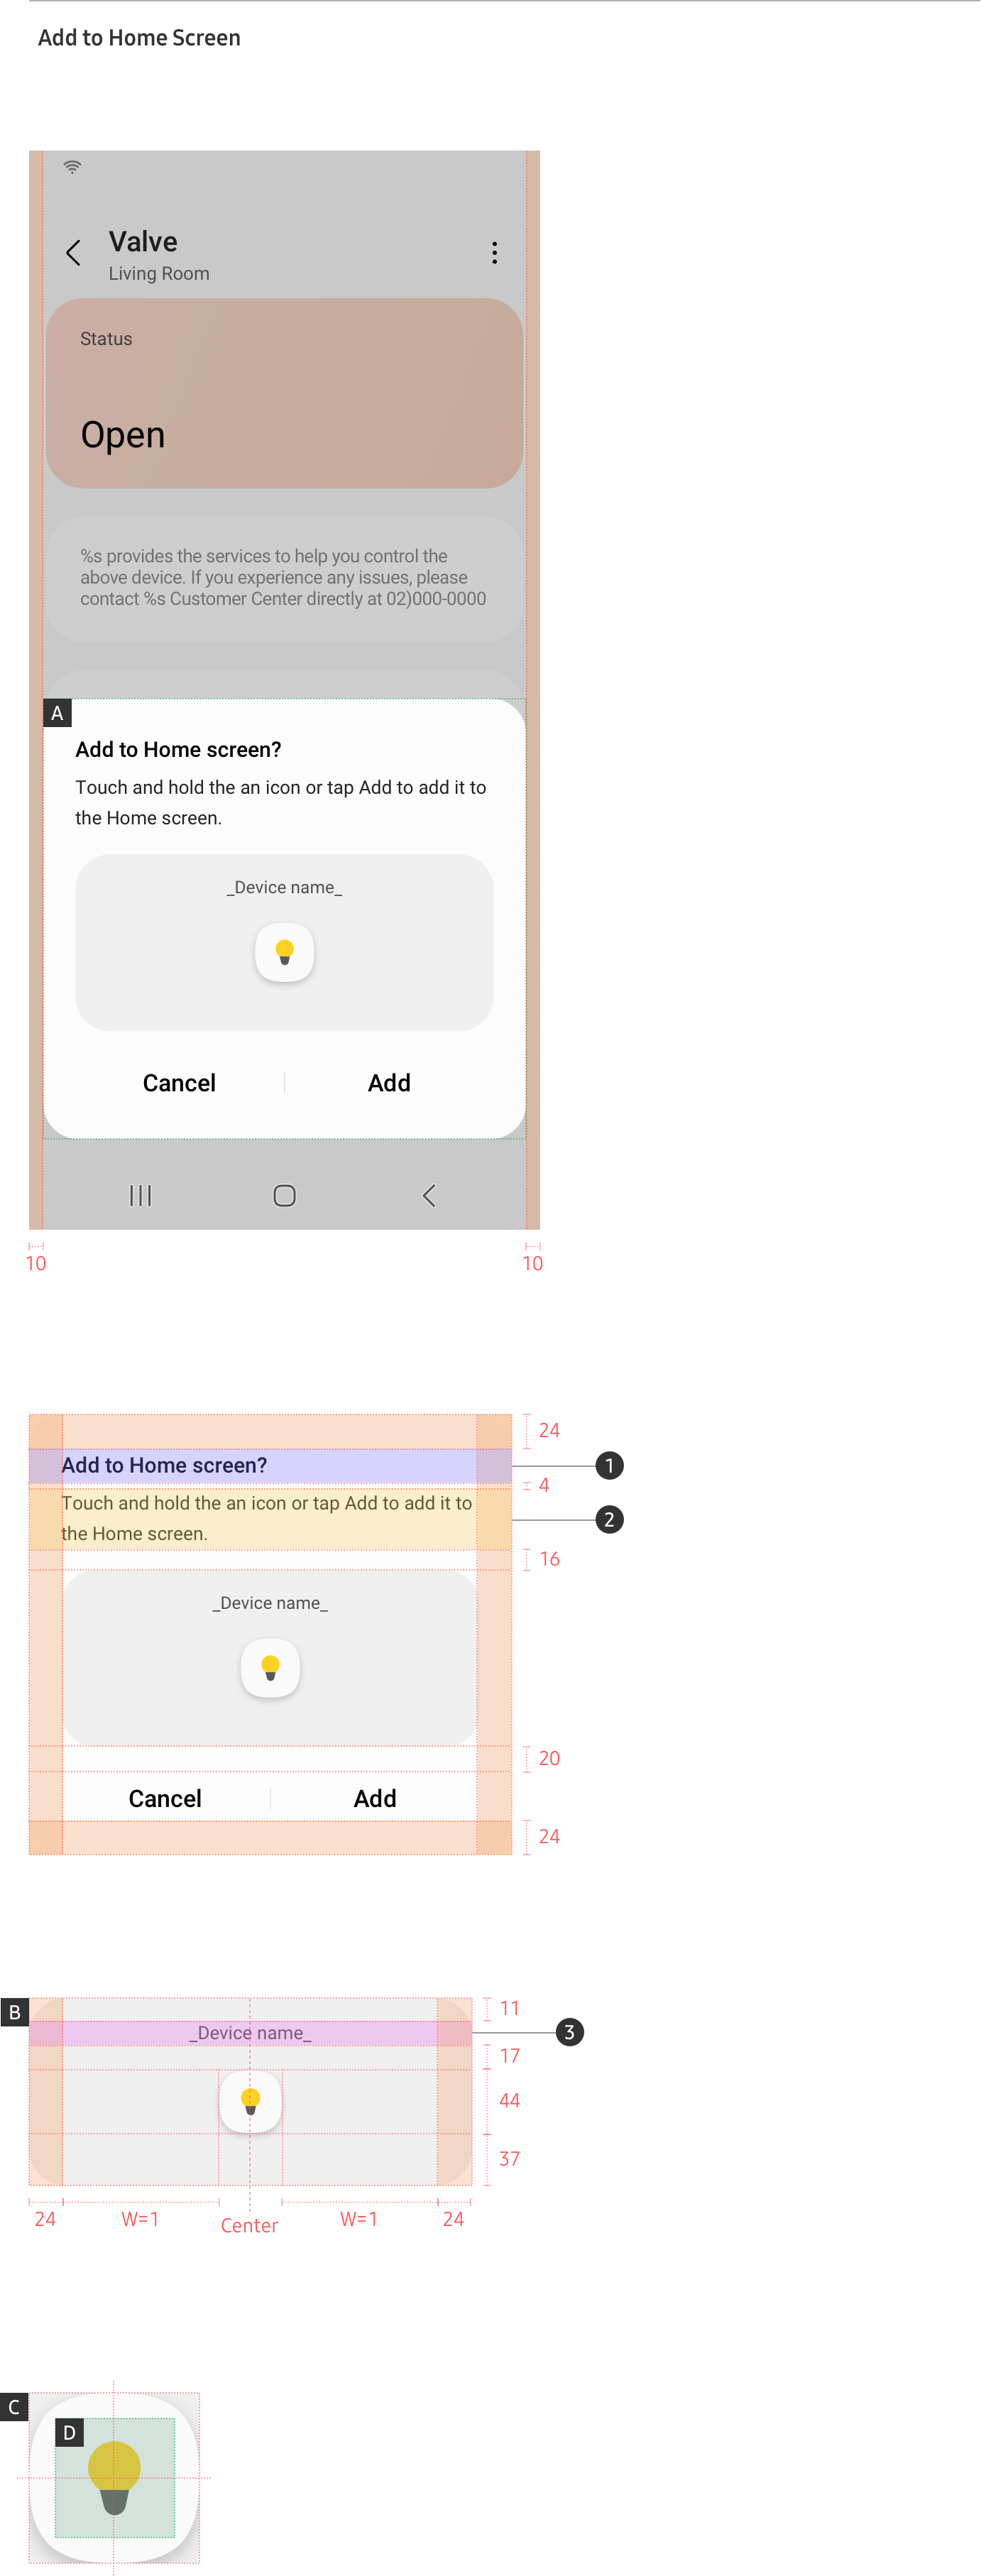 Add to Home Screen
Valve
Living Room
Status
Open
%s provides the services to help you control the
above device. If you experience any issues, please
contact %s Customer Center directly at 02)000-0000
A
Add to Home screen?
Touch and hold the an icon or tap Add to add it to
the Home screen.
_Device name_
Cancel
Add
10
10
24
Add to Home screen?
1
4
Touch and hold the an icon or tap Add to add it to
2
the Home screen.
16
_Device name_
20
Cancel
Add
24
B
11
_Device name_
3
17
44
37
24
W=1
Center
W=1
24
C
D